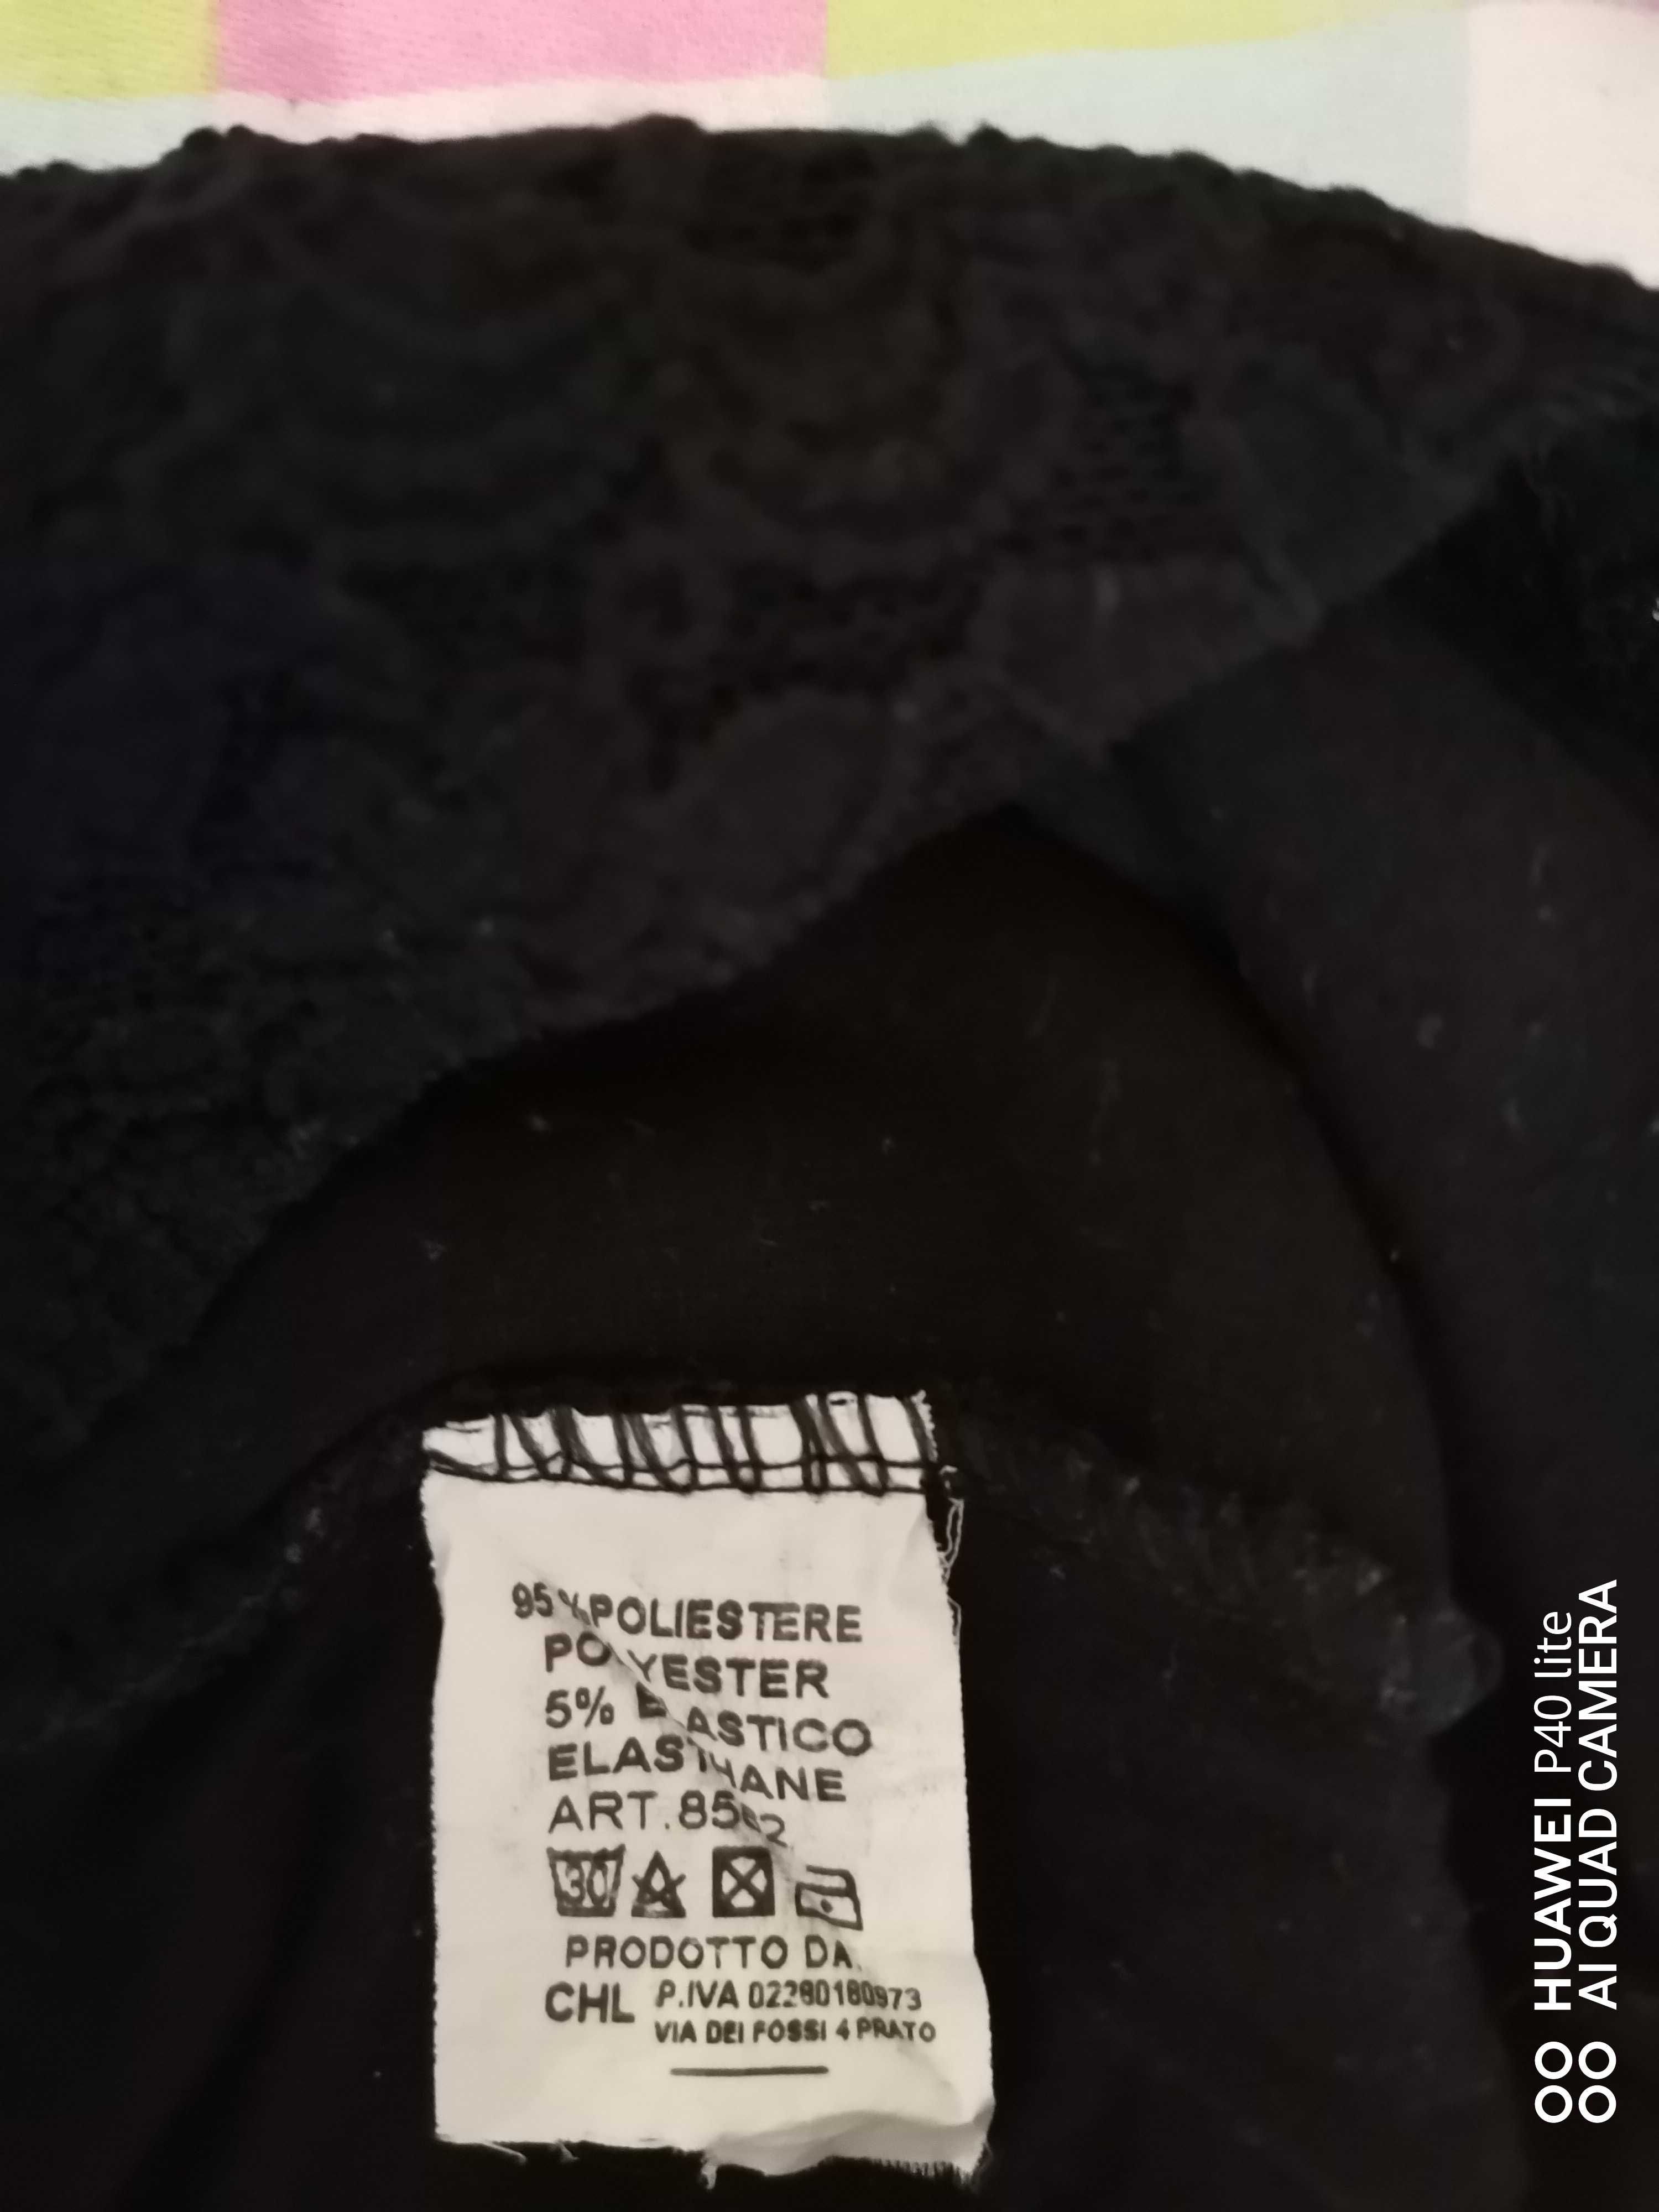 95% POLIESTERE
POLYESTER
5% ELASTICO
ELASTHANE
ART.
30
PRODOTTO DA
CHL P.IVA 02280180973
VIA DEI FOSSI 4 PRATO
HUAWEI P40 lite
AI QUAD CAMERA